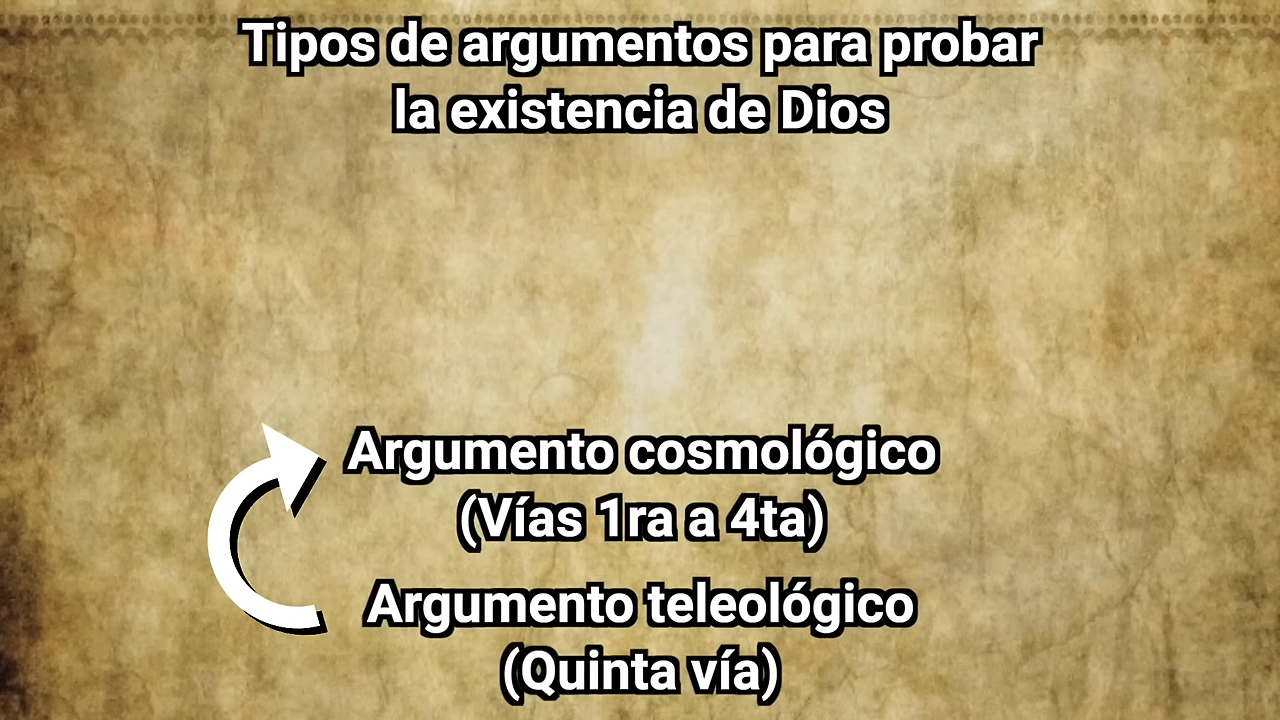 Tipos de argumentos para probar
la existencia de Dios
Argumento cosmológico
(Vías 1ra a 4ta)
Argumento teleológico
(Quinta vía)